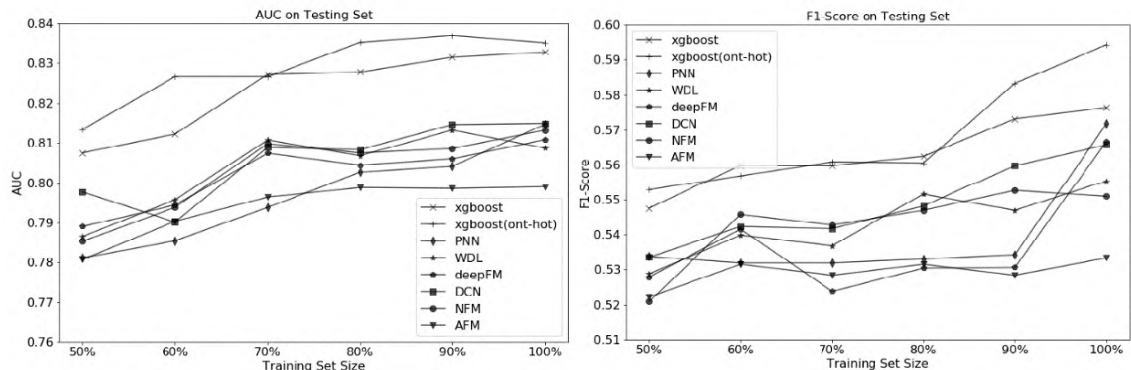 AUC on Testing Set
0.84
0.83
0.82
0.81
0.80
0.79
0.78
0.77
0.76
AUC
xgboost
xgboost(ont-hot)
PNN
WDL
deepFM
DCN
NFM
AFM
50% 60% 70% 80% 90% 100%
Training Set Size
F1-Score on Testing Set
0.60
0.59
0.58
0.57
0.56
0.55
0.54
0.53
0.52
0.51
F1-Score
xgboost
xgboost(ont-hot)
PNN
WDL
deepFM
DCN
NFM
AFM
50% 60% 70% 80% 90% 100%
Training Set Size